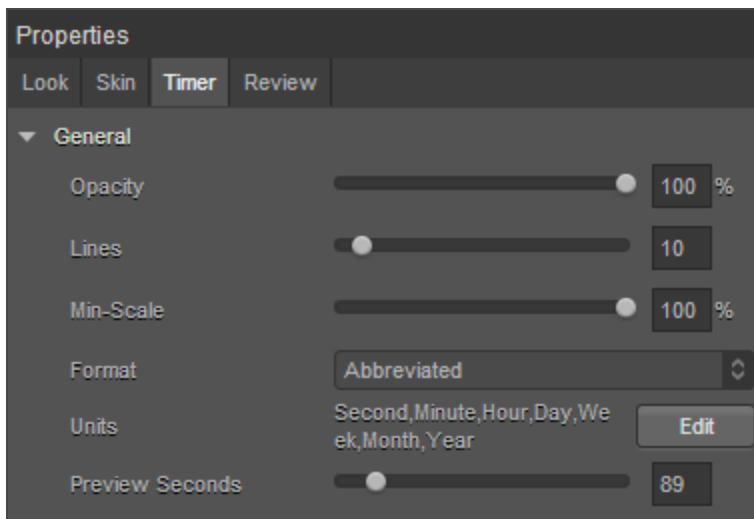 Properties
Look Skin Timer Review
General
Opacity 100 %
Lines 10
Min-Scale 100 %
Format Abbreviated
Units Second,Minute,Hour,Day,We
ek,Month,Year Edit
Preview Seconds 89